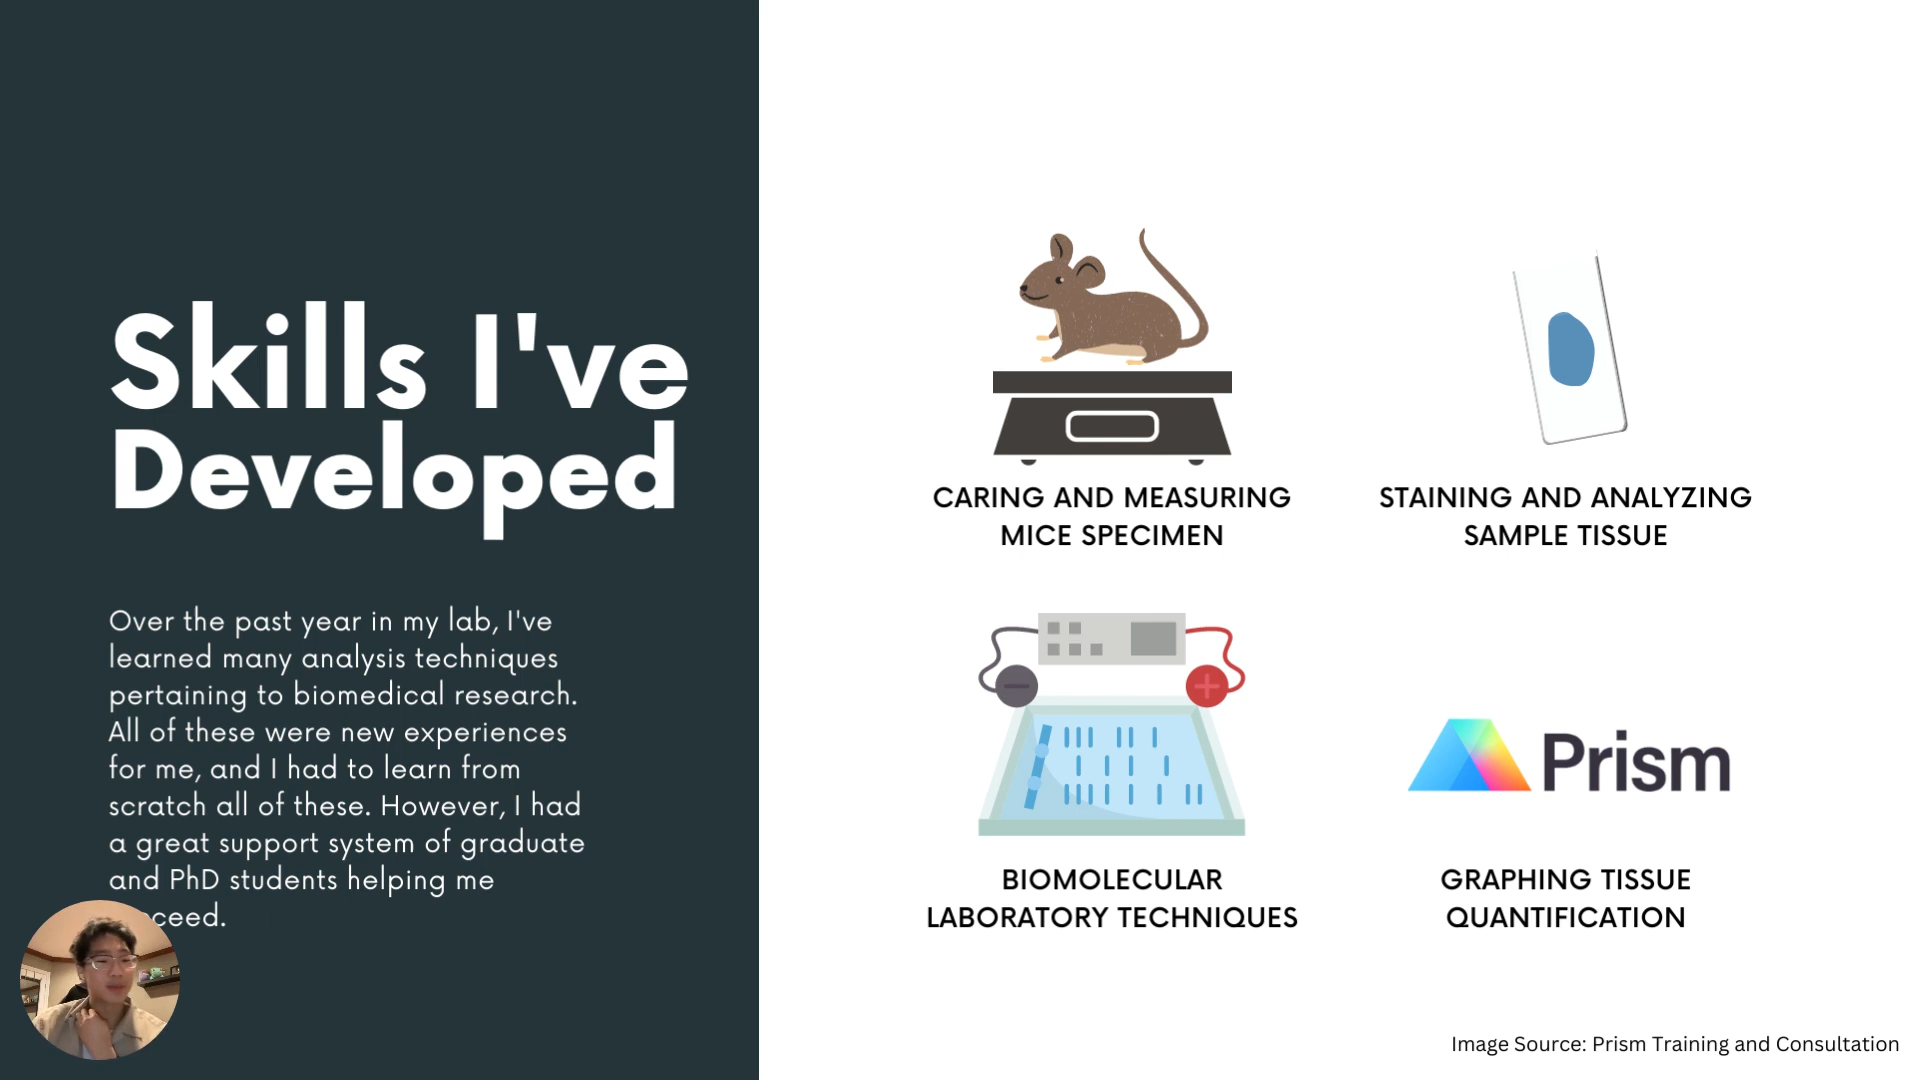 Skills I've
Developed
Over the past year in my lab, I've
learned many analysis techniques
pertaining to biomedical research.
All of these were new experiences
for me, and I had to learn from
scratch all of these. However, I had
a great support system of graduate
and PhD students helping me
ceed.
CARING AND MEASURING
MICE SPECIMEN
STAINING AND ANALYZING
SAMPLE TISSUE
BIOMOLECULAR
LABORATORY TECHNIQUES
Prism
GRAPHING TISSUE
QUANTIFICATION
Image Source: Prism Training and Consultation